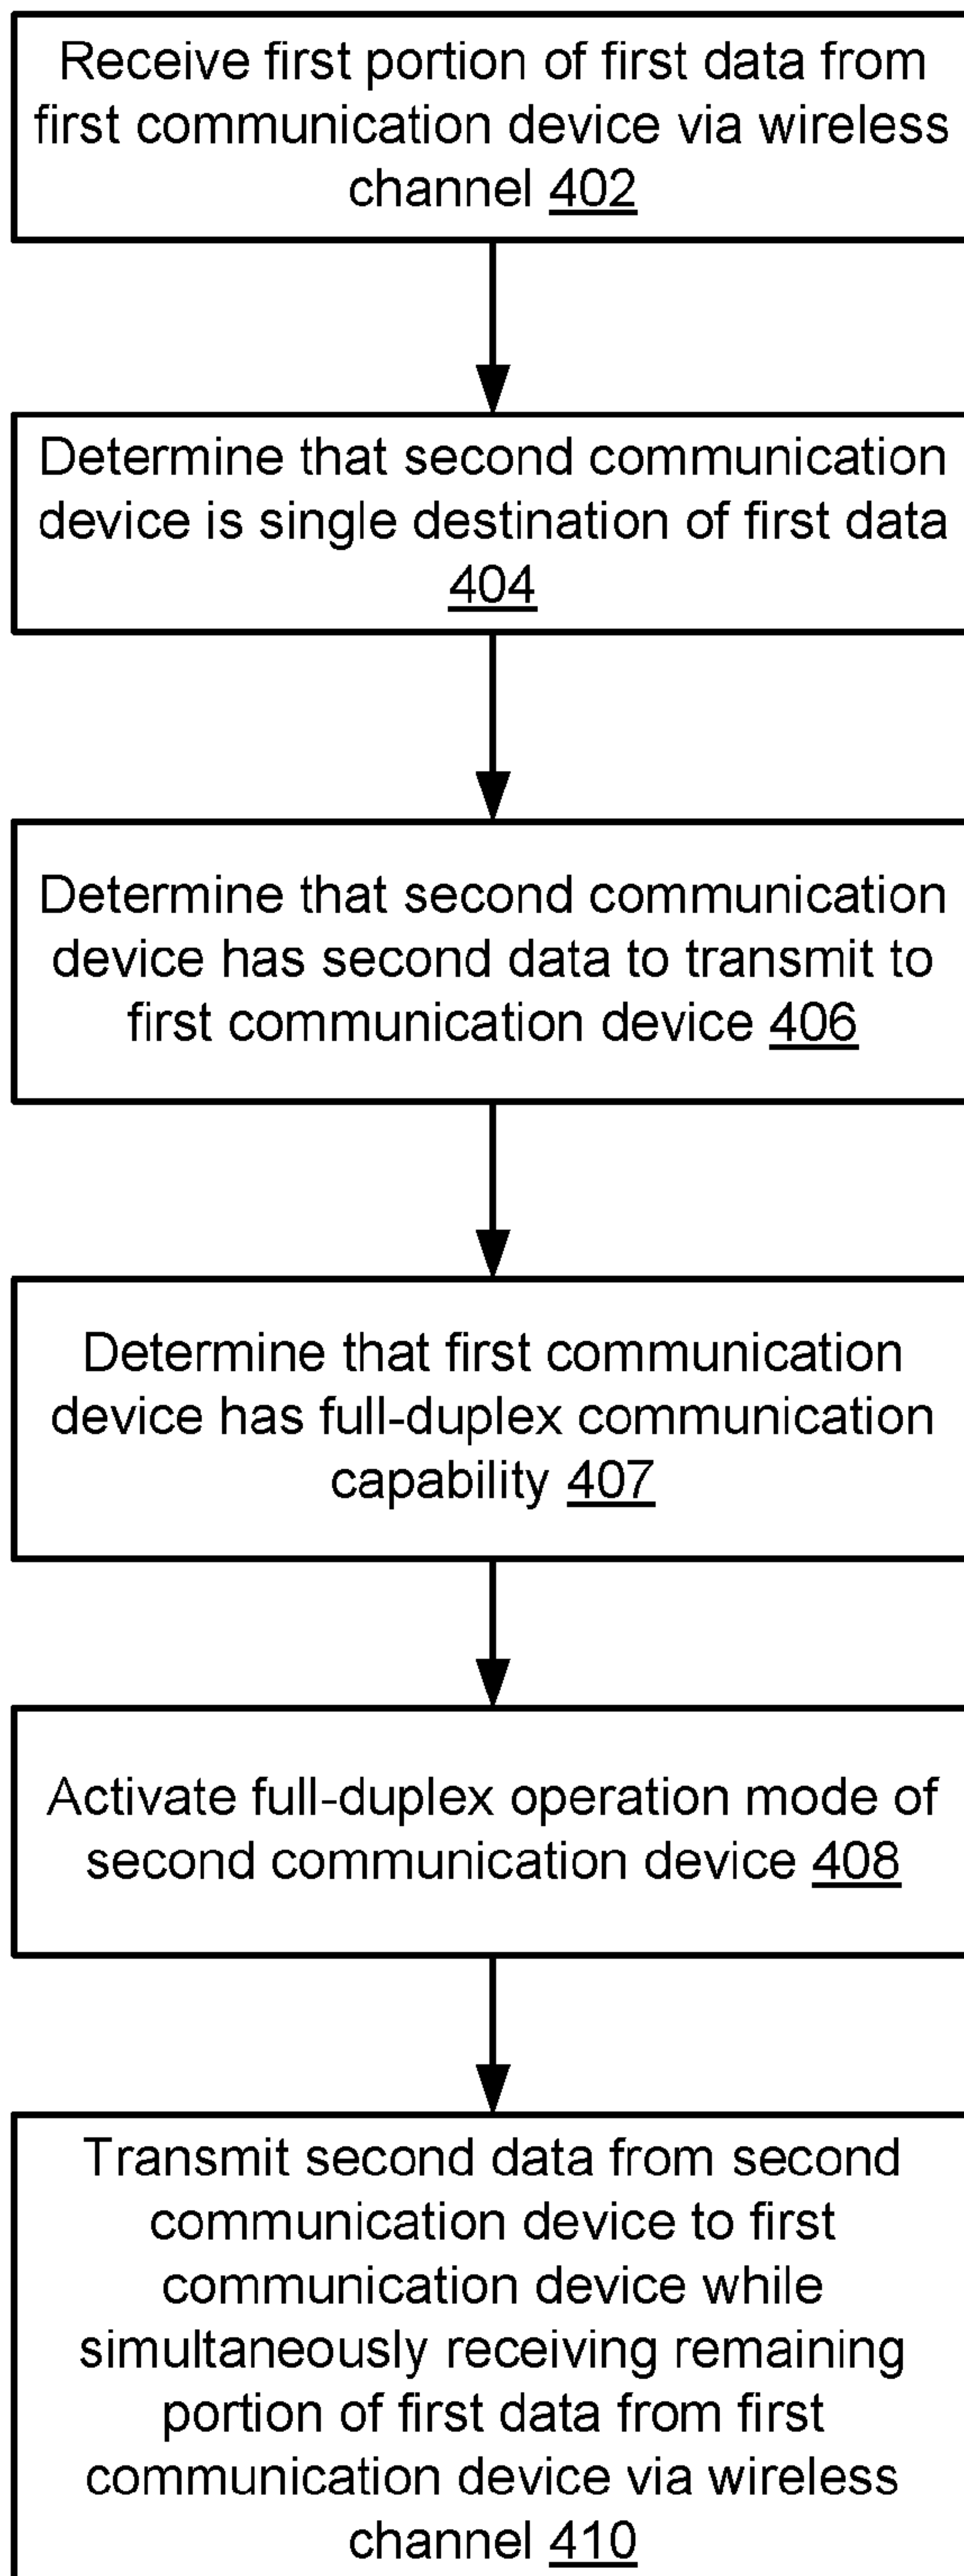 Receive first portion of first data from
first communication device via wireless
channel 402
Determine that second communication
device is single destination of first data
404
Determine that second communication
device has second data to transmit to
first communication device 406
Determine that first communication
device has full-duplex communication
capability 407
Activate full-duplex operation mode of
second communication device 408
Transmit second data from second
communication device to first
communication device while
simultaneously receiving remaining
portion of first data from first
communication device via wireless
channel 410